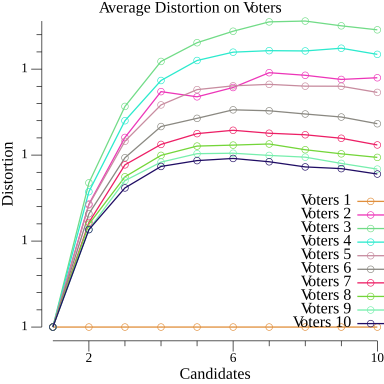 Average Distortion on Voters
1
1
1
1
Distortion
2
6
10
Candidates
Voters 1
Voters 2
Voters 3
Voters 4
Voters 5
Voters 6
Voters 7
Voters 8
Voters 9
Voters 10